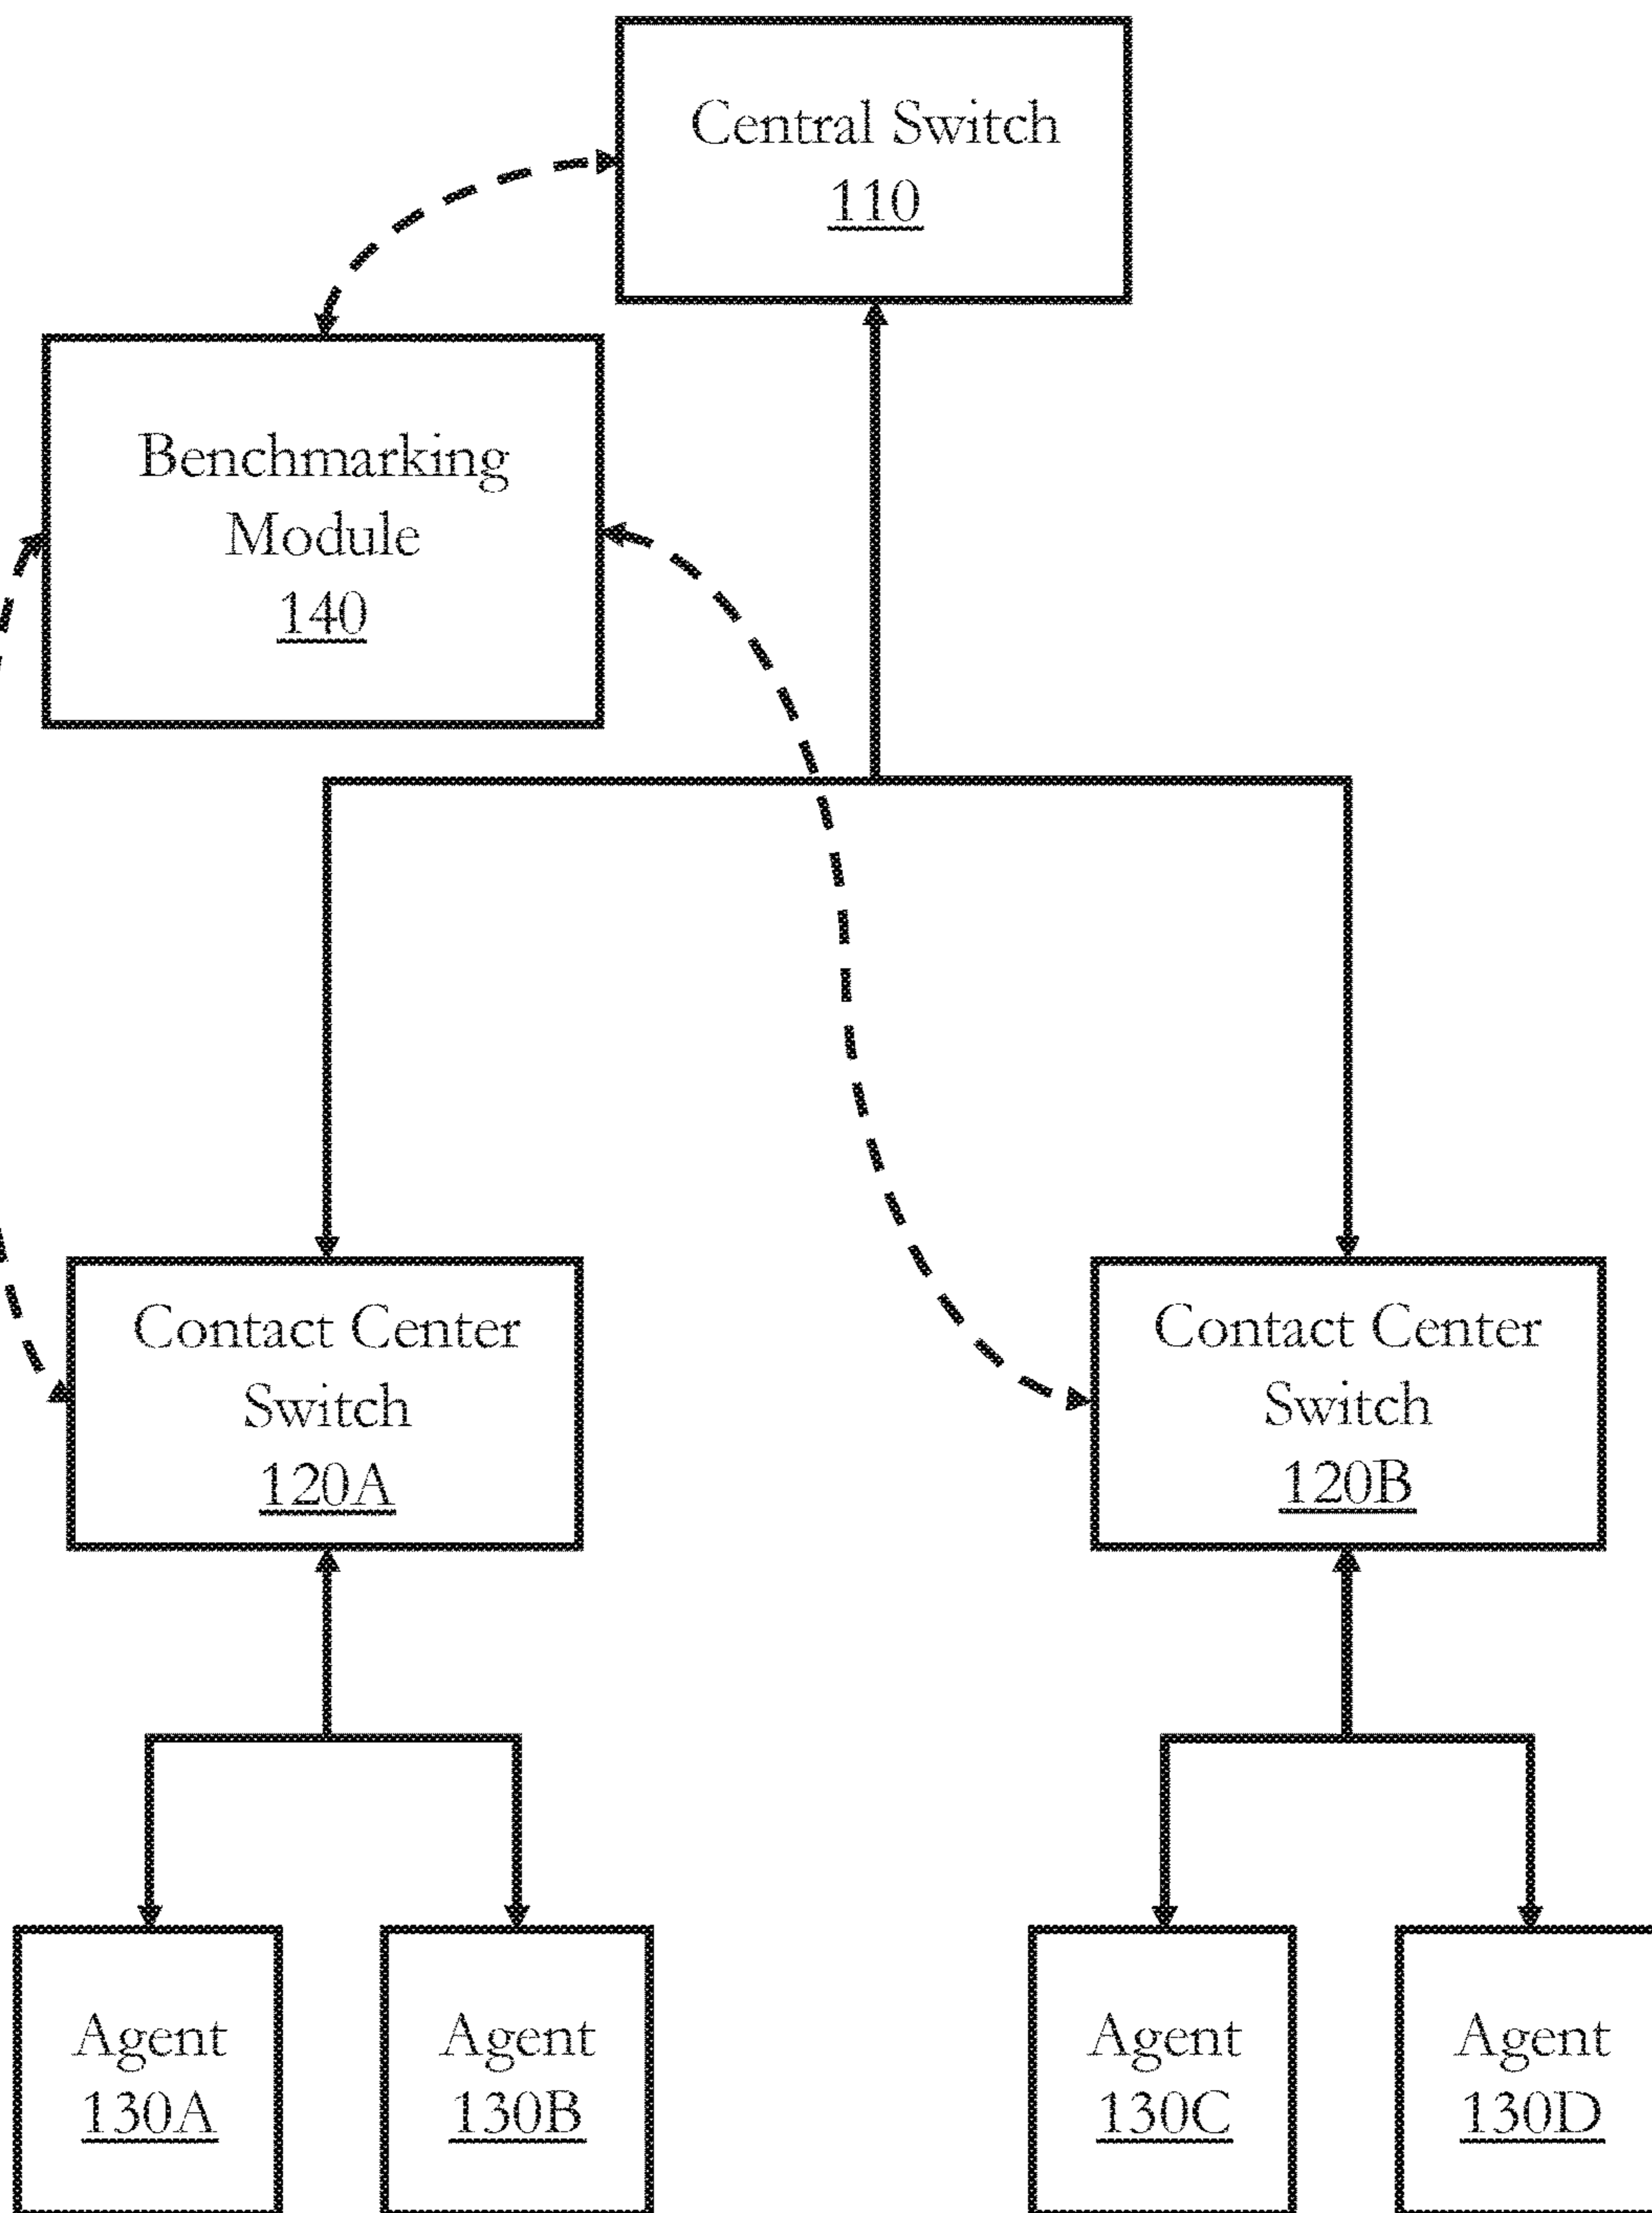 Central Switch
110
Benchmarking
Module
140
Contact Center
Switch
120A
Contact Center
Switch
120B
Agent
130A
Agent
130B
Agent
130C
Agent
130D